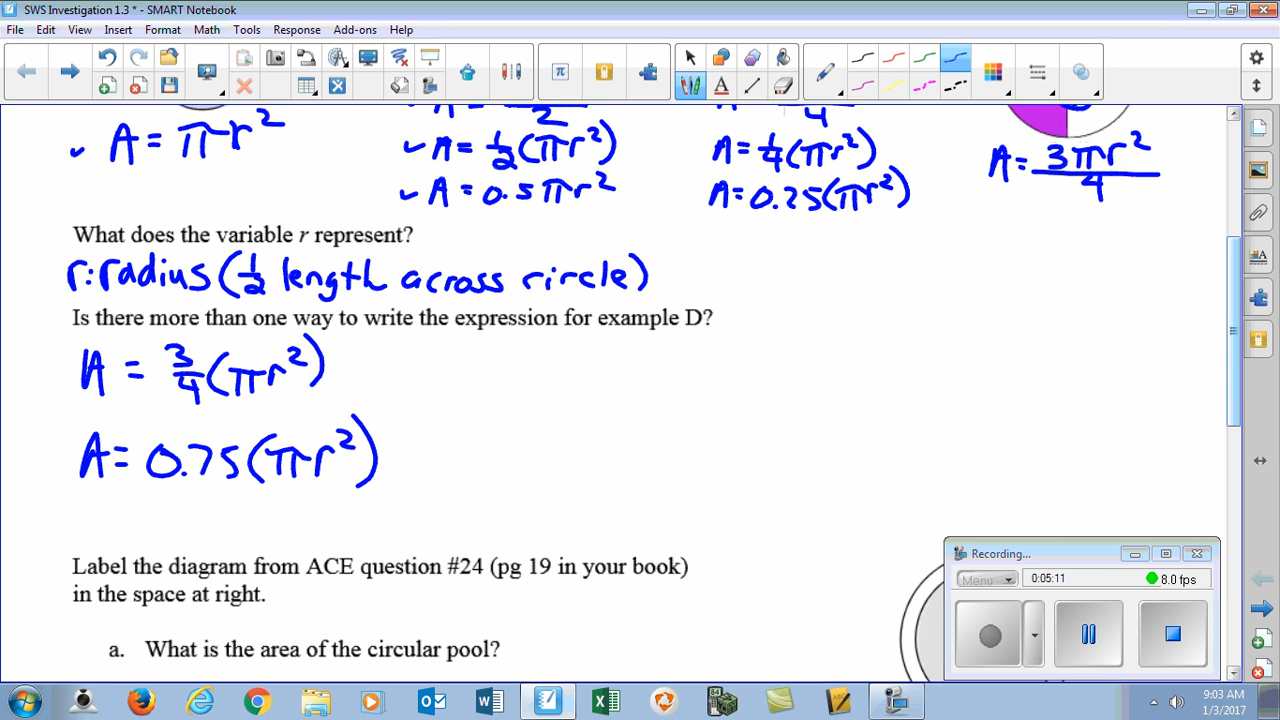 SWS Investigation 1.3 * - SMART Notebook
File Edit View Insert Format Math Tools Response Add-ons Help
A = πr²
2
✓ A = 1/2 (πr²)
✓ A = 0.5 πr²
4
A = 1/4 (πr²)
A = 0.25(πr²)
A = 3πr²/4
What does the variable r represent?
r: radius (1/2 length across circle)
Is there more than one way to write the expression for example D?
A = 3/4 (πr²)
A = 0.75 (πr²)
Label the diagram from ACE question #24 (pg 19 in your book)
in the space at right.
a. What is the area of the circular pool?
Recording...
Menu 0:05:11 8.0 fps
9:03 AM
1/3/2017